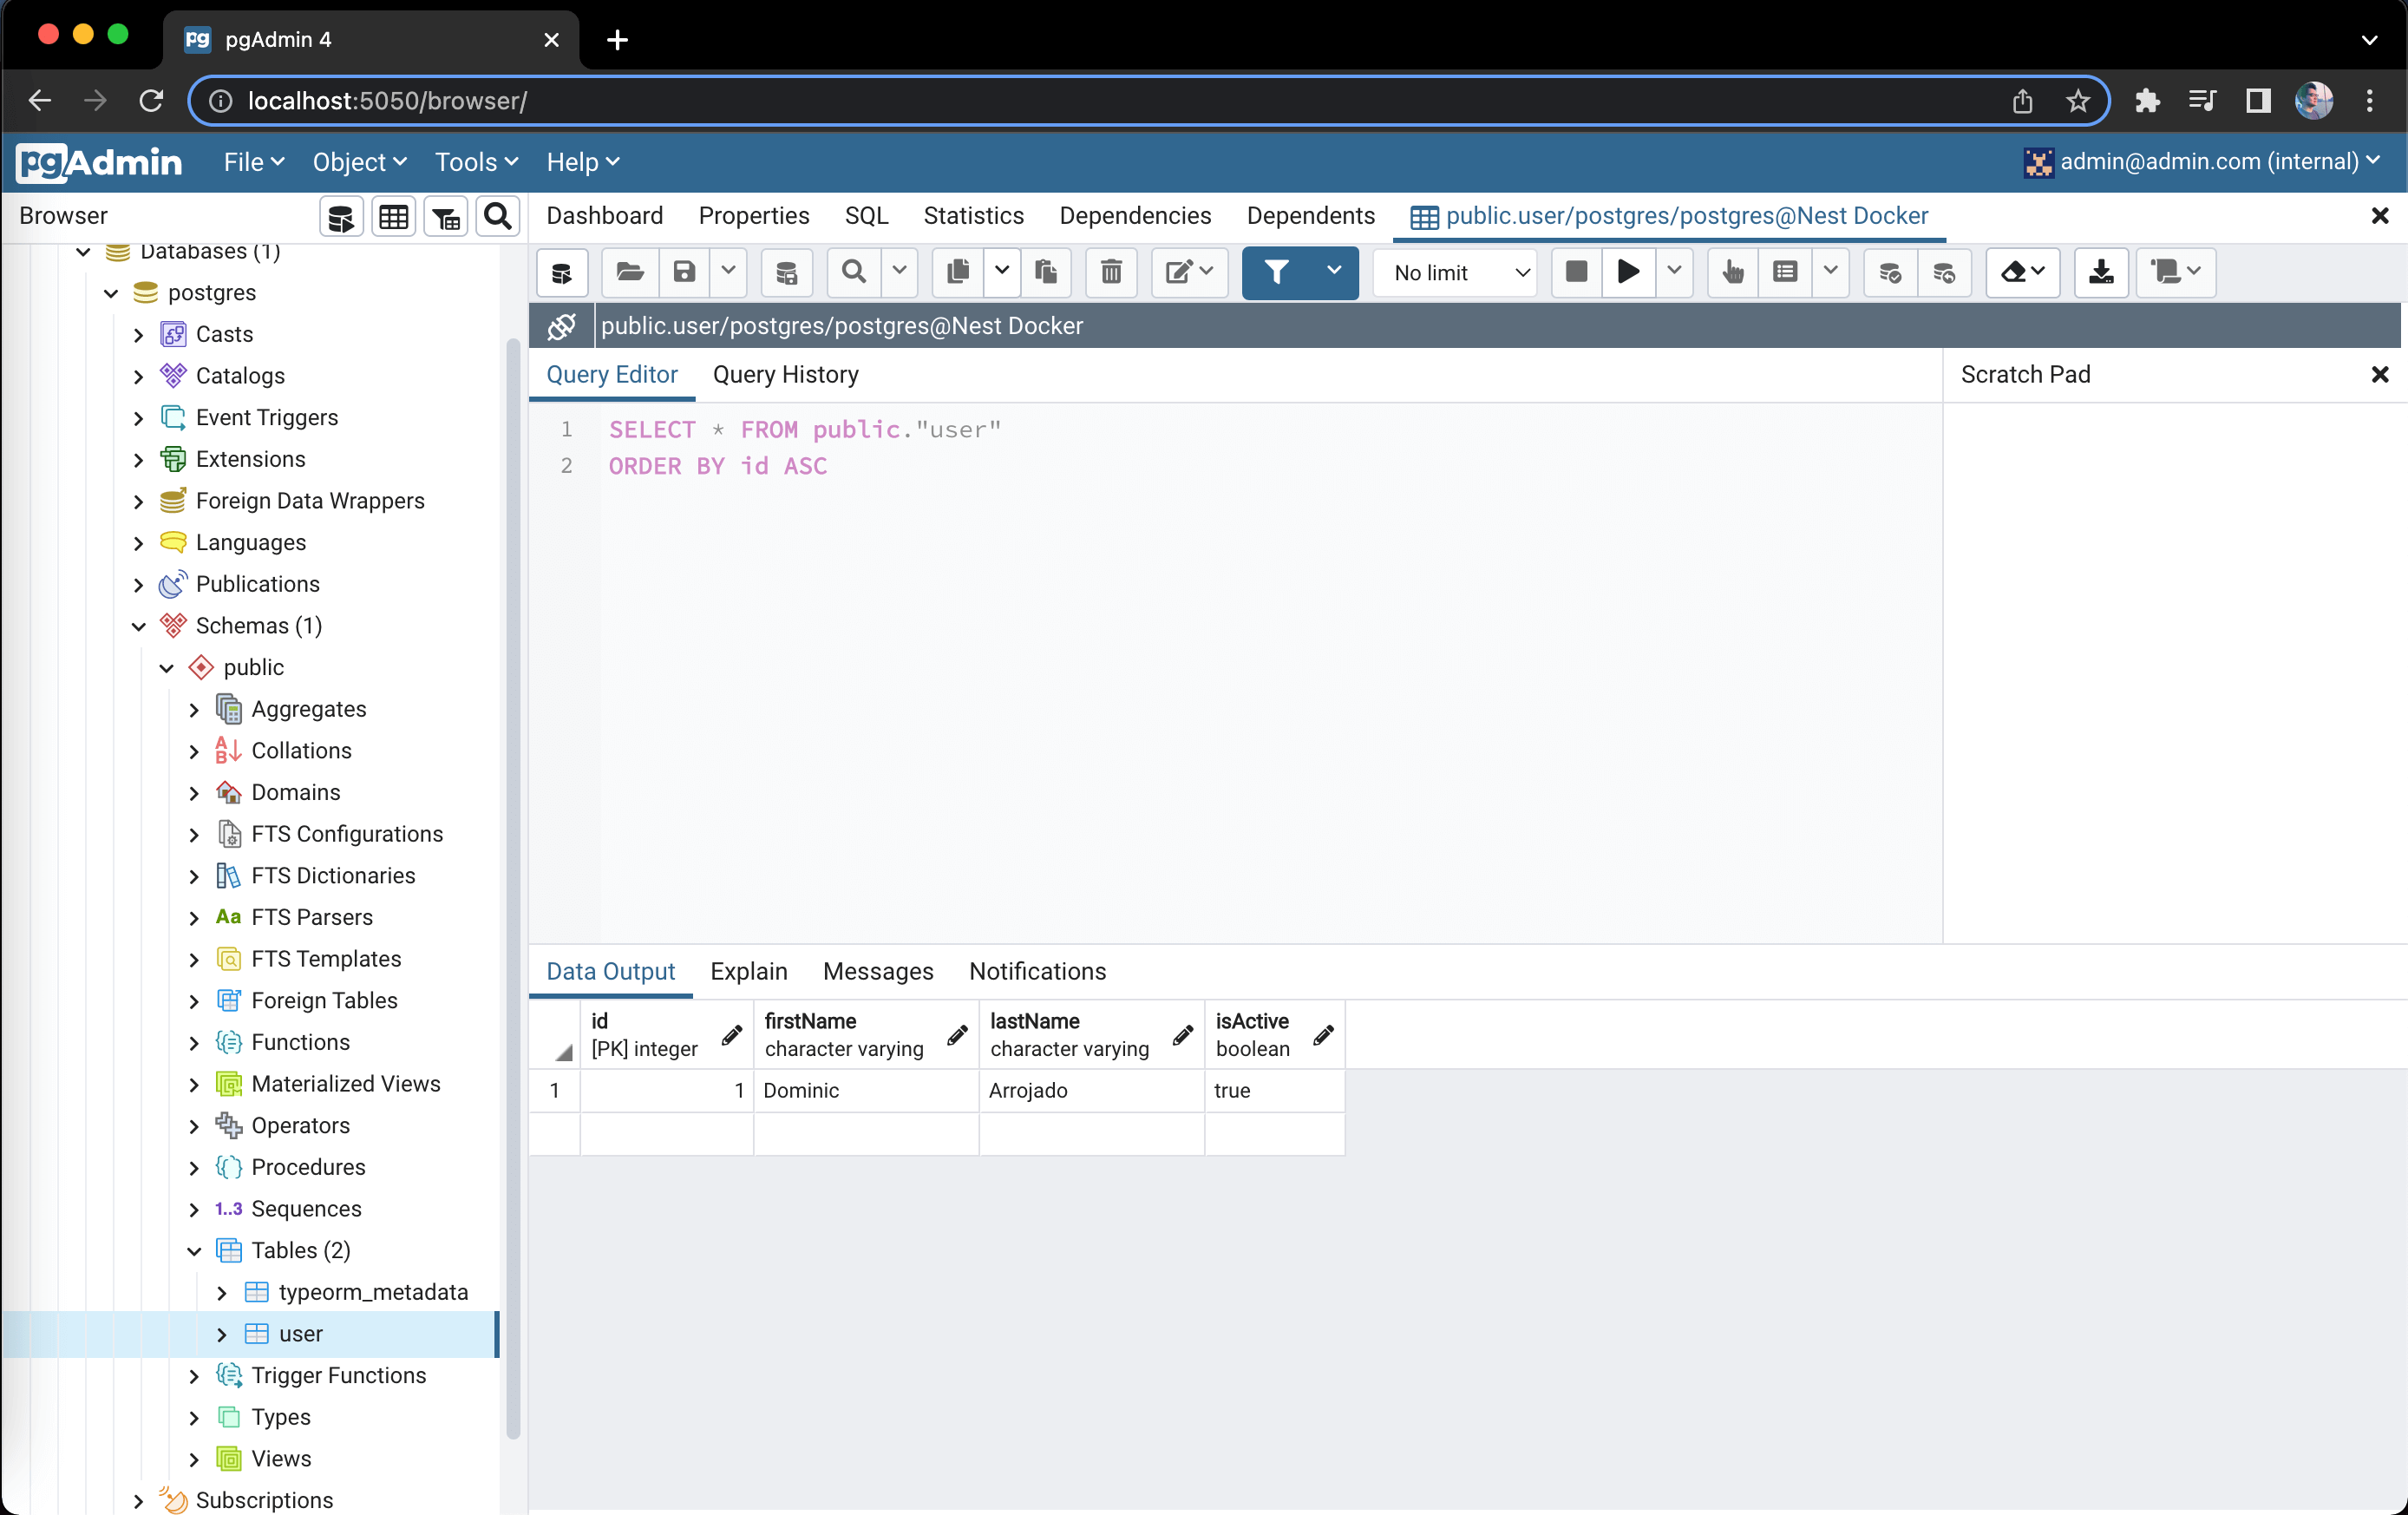 pg pgAdmin 4
localhost:5050/browser/
pgAdmin File Object Tools Help admin@admin.com (internal)
Browser
Dashboard Properties SQL Statistics Dependencies Dependents public.user/postgres/postgres@Nest Docker
Databases (1)
postgres
Casts
Catalogs
Event Triggers
Extensions
Foreign Data Wrappers
Languages
Publications
Schemas (1)
public
Aggregates
Collations
Domains
FTS Configurations
FTS Dictionaries
Aa FTS Parsers
FTS Templates
Foreign Tables
Functions
Materialized Views
Operators
Procedures
1..3 Sequences
Tables (2)
typeorm_metadata
user
Trigger Functions
Types
Views
Subscriptions
No limit
public.user/postgres/postgres@Nest Docker
Query Editor Query History
Scratch Pad
1 SELECT * FROM public."user"
2 ORDER BY id ASC
Data Output Explain Messages Notifications
id firstName lastName isActive
[PK] integer character varying character varying boolean
1 1 Dominic Arrojado true